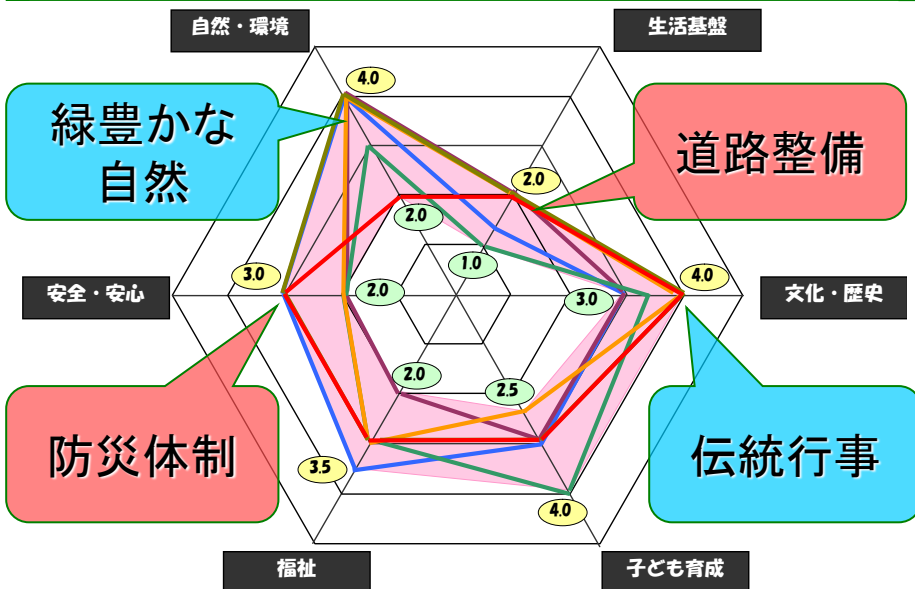 自然・環境
生活基盤
4.0
緑豊かな
自然
道路整備
2.0
2.0
1.0
3.0
4.0
安全・安心
2.0
3.0
文化・歴史
2.0
2.5
防災体制
伝統行事
3.5
4.0
福祉
子ども育成